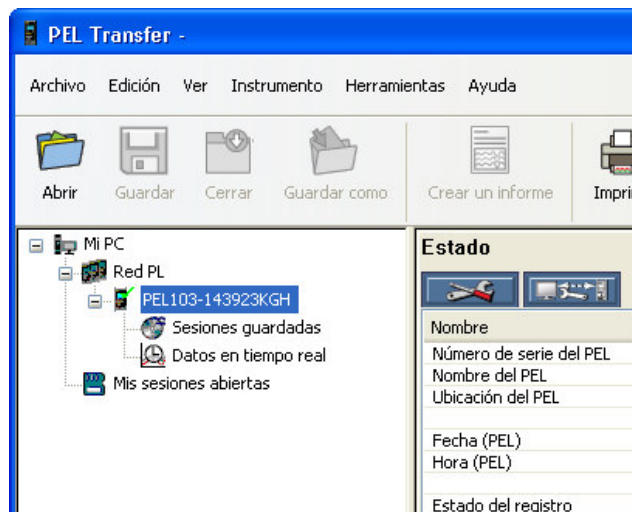 PEL Transfer -
Archivo Edición Ver Instrumento Herramientas Ayuda
Abrir Guardar Cerrar Guardar como Crear un informe Impri
Mi PC
Red PL
PEL103-143923KGH
Sesiones guardadas
Datos en tiempo real
Mis sesiones abiertas
Estado
Nombre
Número de serie del PEL
Nombre del PEL
Ubicación del PEL
Fecha (PEL)
Hora (PEL)
Estado del registro